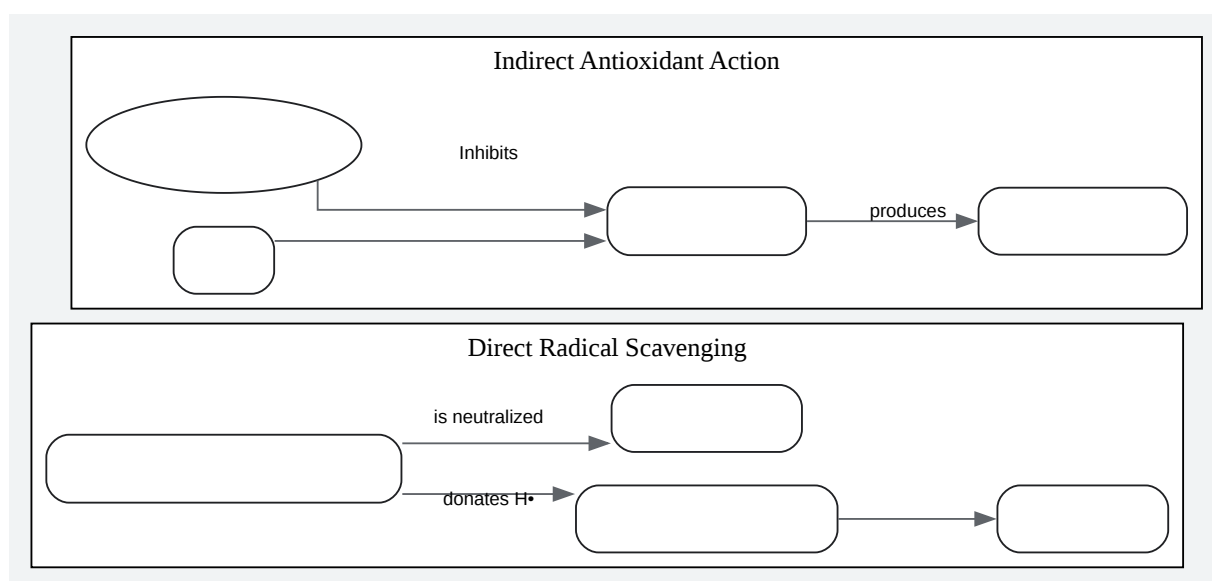 Indirect Antioxidant Action
Inhibits
produces
Direct Radical Scavenging
is neutralized
donates H•